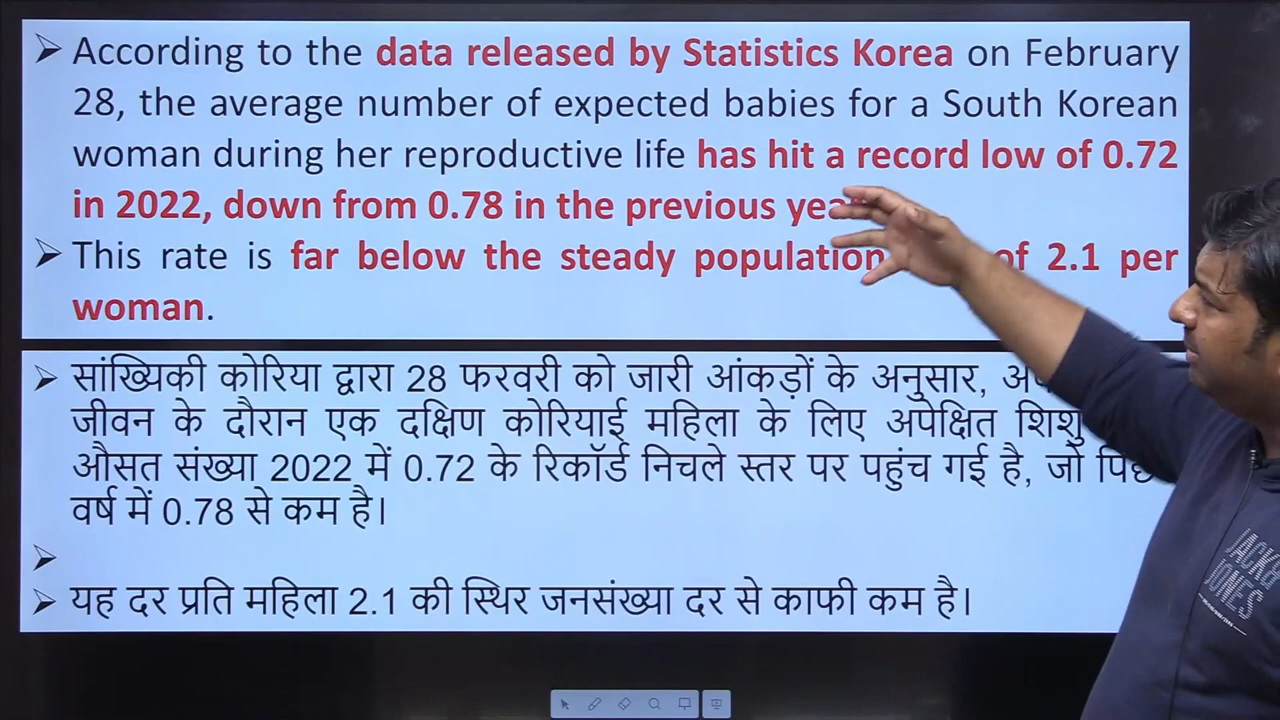 According to the data released by Statistics Korea on February
28, the average number of expected babies for a South Korean
woman during her reproductive life has hit a record low of 0.72
in 2022, down from 0.78 in the previous
This rate is far below the steady population of 2.1 per
woman.
सांख्यिकी कोरिया द्वारा 28 फरवरी को जारी आंकड़ों के अनुसार,
जीवन के दौरान एक दक्षिण कोरियाई महिला के लिए अपेक्षित
औसत संख्या 2022 में 0.72 के रिकॉर्ड निचले स्तर पर पहुंच गई है, जो
वर्ष में 0.78 से कम है।
यह दर प्रति महिला 2.1 की स्थिर जनसंख्या दर से काफी कम है।
JACK &
JONES